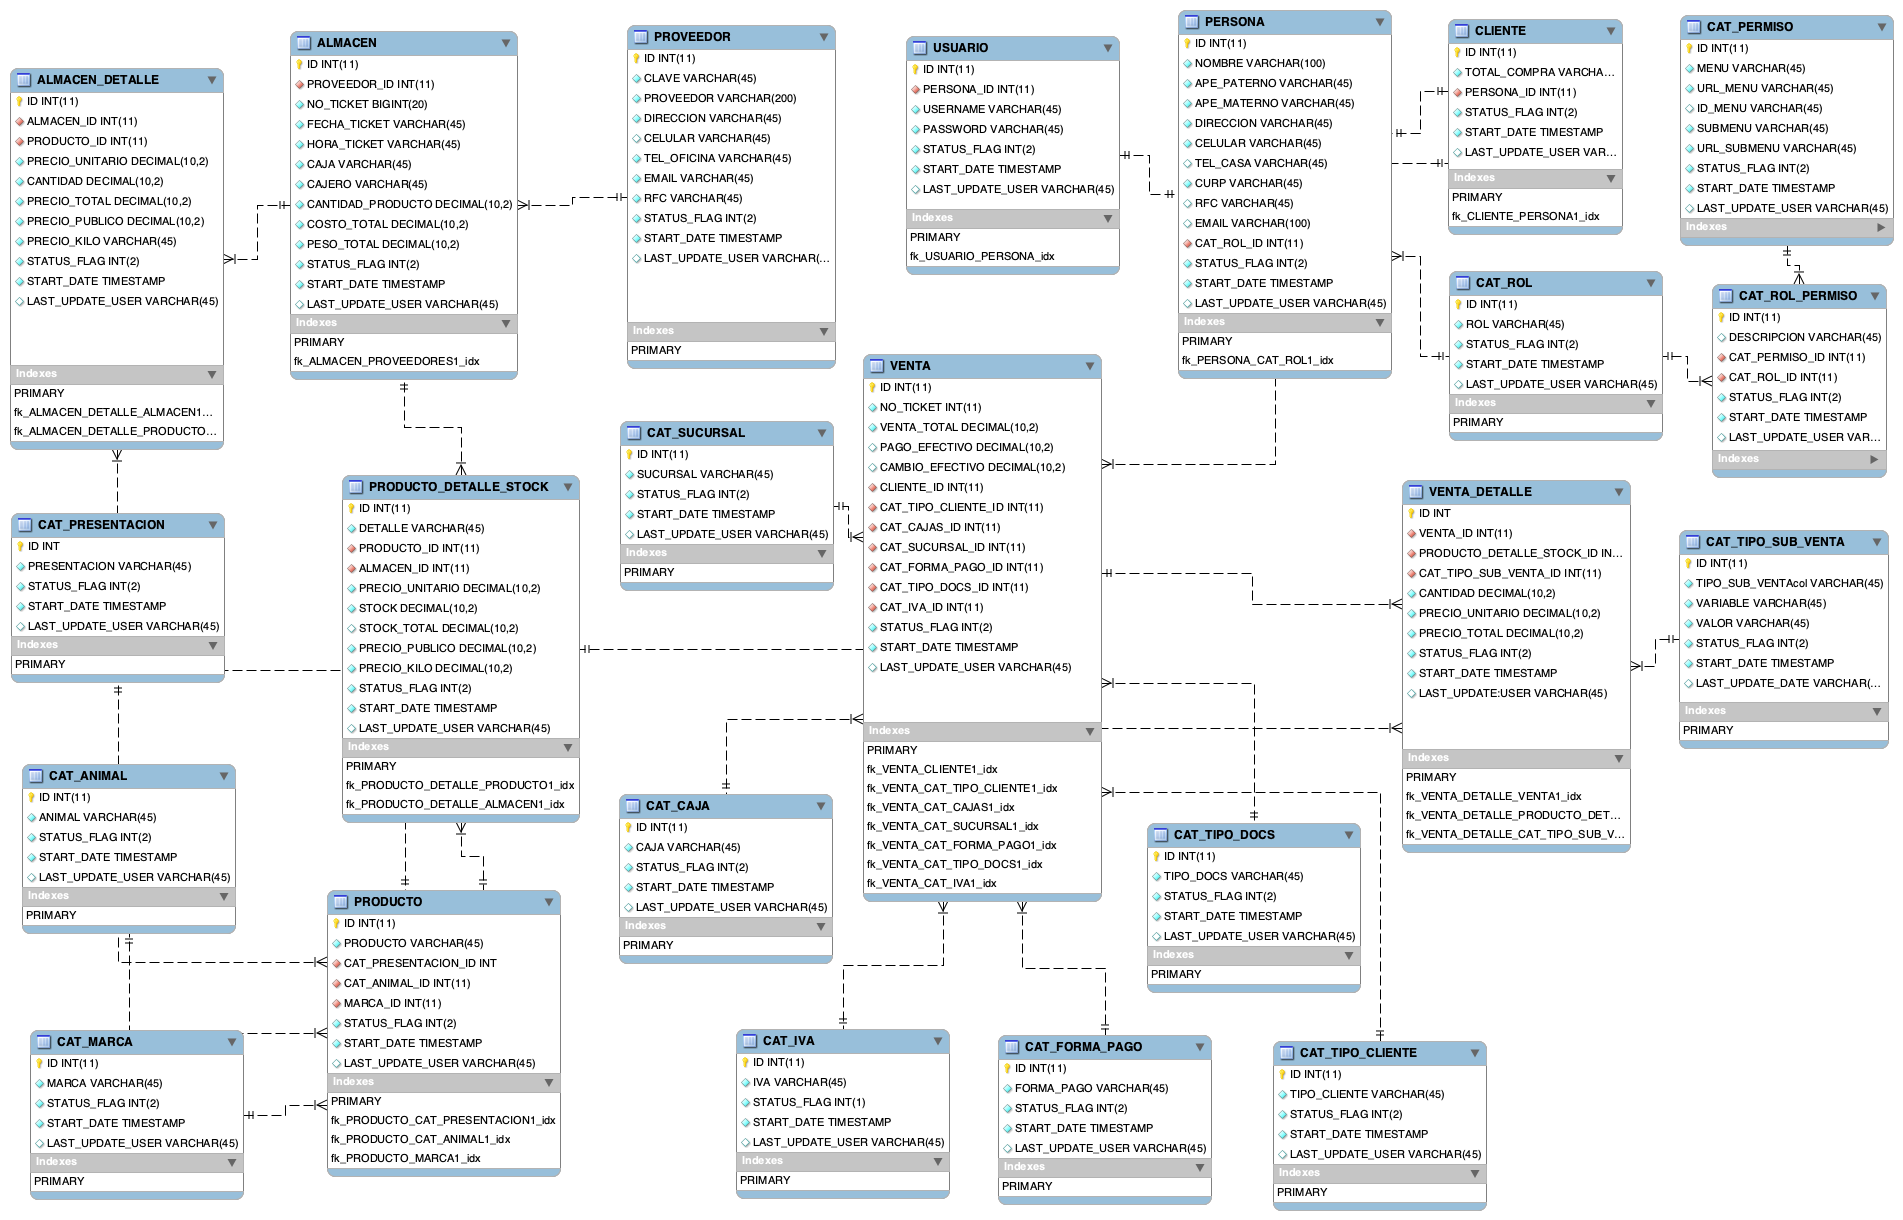 ALMACEN_DETALLE
ID INT(11)
ALMACEN_ID INT(11)
PRODUCTO_ID INT(11)
PRECIO_UNITARIO DECIMAL(10,2)
CANTIDAD DECIMAL(10,2)
PRECIO_TOTAL DECIMAL(10,2)
PRECIO_PUBLICO DECIMAL(10,2)
PRECIO_KILO VARCHAR(45)
STATUS_FLAG INT(2)
START_DATE TIMESTAMP
LAST_UPDATE_USER VARCHAR(45)
Indexes
PRIMARY
fk_ALMACEN_DETALLE_ALMACEN1...
fk_ALMACEN_DETALLE_PRODUCTO...
ALMACEN
ID INT(11)
PROVEEDOR_ID INT(11)
NO_TICKET BIGINT(20)
FECHA_TICKET VARCHAR(45)
HORA_TICKET VARCHAR(45)
CAJA VARCHAR(45)
CAJERO VARCHAR(45)
CANTIDAD_PRODUCTO DECIMAL(10,2)
COSTO_TOTAL DECIMAL(10,2)
PESO_TOTAL DECIMAL(10,2)
STATUS_FLAG INT(2)
START_DATE TIMESTAMP
LAST_UPDATE_USER VARCHAR(45)
Indexes
PRIMARY
fk_ALMACEN_PROVEEDORES1_idx
PROVEEDOR
ID INT(11)
CLAVE VARCHAR(45)
PROVEEDOR VARCHAR(200)
DIRECCION VARCHAR(45)
CELULAR VARCHAR(45)
TEL_OFICINA VARCHAR(45)
EMAIL VARCHAR(45)
RFC VARCHAR(45)
STATUS_FLAG INT(2)
START_DATE TIMESTAMP
LAST_UPDATE_USER VARCHAR(...
Indexes
PRIMARY
USUARIO
ID INT(11)
PERSONA_ID INT(11)
USERNAME VARCHAR(45)
PASSWORD VARCHAR(45)
STATUS_FLAG INT(2)
START_DATE TIMESTAMP
LAST_UPDATE_USER VARCHAR(45)
Indexes
PRIMARY
fk_USUARIO_PERSONA_idx
PERSONA
ID INT(11)
NOMBRE VARCHAR(100)
APE_PATERNO VARCHAR(45)
APE_MATERNO VARCHAR(45)
DIRECCION VARCHAR(45)
CELULAR VARCHAR(45)
TEL_CASA VARCHAR(45)
CURP VARCHAR(45)
RFC VARCHAR(45)
EMAIL VARCHAR(100)
CAT_ROL_ID INT(11)
STATUS_FLAG INT(2)
START_DATE TIMESTAMP
LAST_UPDATE_USER VARCHAR(45)
Indexes
PRIMARY
fk_PERSONA_CAT_ROL1_idx
CLIENTE
ID INT(11)
TOTAL_COMPRA VARCHA...
PERSONA_ID INT(11)
STATUS_FLAG INT(2)
START_DATE TIMESTAMP
LAST_UPDATE_USER VAR...
Indexes
PRIMARY
fk_CLIENTE_PERSONA1_idx
CAT_PERMISO
ID INT(11)
MENU VARCHAR(45)
URL_MENU VARCHAR(45)
ID_MENU VARCHAR(45)
SUBMENU VARCHAR(45)
URL_SUBMENU VARCHAR(45)
STATUS_FLAG INT(2)
START_DATE TIMESTAMP
LAST_UPDATE_USER VARCHAR(45)
Indexes
CAT_ROL
ID INT(11)
ROL VARCHAR(45)
STATUS_FLAG INT(2)
START_DATE TIMESTAMP
LAST_UPDATE_USER VARCHAR(45)
Indexes
PRIMARY
CAT_ROL_PERMISO
ID INT(11)
DESCRIPCION VARCHAR(45)
CAT_PERMISO_ID INT(11)
CAT_ROL_ID INT(11)
STATUS_FLAG INT(2)
START_DATE TIMESTAMP
LAST_UPDATE_USER VAR...
Indexes
VENTA
ID INT(11)
NO_TICKET INT(11)
VENTA_TOTAL DECIMAL(10,2)
PAGO_EFECTIVO DECIMAL(10,2)
CAMBIO_EFECTIVO DECIMAL(10,2)
CLIENTE_ID INT(11)
CAT_TIPO_CLIENTE_ID INT(11)
CAT_CAJAS_ID INT(11)
CAT_SUCURSAL_ID INT(11)
CAT_FORMA_PAGO_ID INT(11)
CAT_TIPO_DOCS_ID INT(11)
CAT_IVA_ID INT(11)
STATUS_FLAG INT(2)
START_DATE TIMESTAMP
LAST_UPDATE_USER VARCHAR(45)
Indexes
PRIMARY
fk_VENTA_CLIENTE1_idx
fk_VENTA_CAT_TIPO_CLIENTE1_idx
fk_VENTA_CAT_CAJAS1_idx
fk_VENTA_CAT_SUCURSAL1_idx
fk_VENTA_CAT_FORMA_PAGO1_idx
fk_VENTA_CAT_TIPO_DOCS1_idx
fk_VENTA_CAT_IVA1_idx
CAT_SUCURSAL
ID INT(11)
SUCURSAL VARCHAR(45)
STATUS_FLAG INT(2)
START_DATE TIMESTAMP
LAST_UPDATE_USER VARCHAR(45)
Indexes
PRIMARY
PRODUCTO_DETALLE_STOCK
ID INT(11)
DETALLE VARCHAR(45)
PRODUCTO_ID INT(11)
ALMACEN_ID INT(11)
PRECIO_UNITARIO DECIMAL(10,2)
STOCK DECIMAL(10,2)
STOCK_TOTAL DECIMAL(10,2)
PRECIO_PUBLICO DECIMAL(10,2)
PRECIO_KILO DECIMAL(10,2)
STATUS_FLAG INT(2)
START_DATE TIMESTAMP
LAST_UPDATE_USER VARCHAR(45)
Indexes
PRIMARY
fk_PRODUCTO_DETALLE_PRODUCTO1_idx
fk_PRODUCTO_DETALLE_ALMACEN1_idx
VENTA_DETALLE
ID INT
VENTA_ID INT(11)
PRODUCTO_DETALLE_STOCK_ID IN...
CAT_TIPO_SUB_VENTA_ID INT(11)
CANTIDAD DECIMAL(10,2)
PRECIO_UNITARIO DECIMAL(10,2)
PRECIO_TOTAL DECIMAL(10,2)
STATUS_FLAG INT(2)
START_DATE TIMESTAMP
LAST_UPDATE:USER VARCHAR(45)
Indexes
PRIMARY
fk_VENTA_DETALLE_VENTA1_idx
fk_VENTA_DETALLE_PRODUCTO_DET...
fk_VENTA_DETALLE_CAT_TIPO_SUB_V...
CAT_TIPO_SUB_VENTA
ID INT(11)
TIPO_SUB_VENTAcol VARCHAR(45)
VARIABLE VARCHAR(45)
VALOR VARCHAR(45)
STATUS_FLAG INT(2)
START_DATE TIMESTAMP
LAST_UPDATE_DATE VARCHAR(...
Indexes
PRIMARY
CAT_PRESENTACION
ID INT
PRESENTACION VARCHAR(45)
STATUS_FLAG INT(2)
START_DATE TIMESTAMP
LAST_UPDATE_USER VARCHAR(45)
Indexes
PRIMARY
CAT_ANIMAL
ID INT(11)
ANIMAL VARCHAR(45)
STATUS_FLAG INT(2)
START_DATE TIMESTAMP
LAST_UPDATE_USER VARCHAR(45)
Indexes
PRIMARY
CAT_CAJA
ID INT(11)
CAJA VARCHAR(45)
STATUS_FLAG INT(2)
START_DATE TIMESTAMP
LAST_UPDATE_USER VARCHAR(45)
Indexes
PRIMARY
CAT_TIPO_DOCS
ID INT(11)
TIPO_DOCS VARCHAR(45)
STATUS_FLAG INT(2)
START_DATE TIMESTAMP
LAST_UPDATE_USER VARCHAR(45)
Indexes
PRIMARY
PRODUCTO
ID INT(11)
PRODUCTO VARCHAR(45)
CAT_PRESENTACION_ID INT
CAT_ANIMAL_ID INT(11)
MARCA_ID INT(11)
STATUS_FLAG INT(2)
START_DATE TIMESTAMP
LAST_UPDATE_USER VARCHAR(45)
Indexes
PRIMARY
fk_PRODUCTO_CAT_PRESENTACION1_idx
fk_PRODUCTO_CAT_ANIMAL1_idx
fk_PRODUCTO_MARCA1_idx
CAT_MARCA
ID INT(11)
MARCA VARCHAR(45)
STATUS_FLAG INT(2)
START_DATE TIMESTAMP
LAST_UPDATE_USER VARCHAR(45)
Indexes
PRIMARY
CAT_IVA
ID INT(11)
IVA VARCHAR(45)
STATUS_FLAG INT(1)
START_DATE TIMESTAMP
LAST_UPDATE_USER VARCHAR(45)
Indexes
PRIMARY
CAT_FORMA_PAGO
ID INT(11)
FORMA_PAGO VARCHAR(45)
STATUS_FLAG INT(2)
START_DATE TIMESTAMP
LAST_UPDATE_USER VARCHAR(45)
Indexes
PRIMARY
CAT_TIPO_CLIENTE
ID INT(11)
TIPO_CLIENTE VARCHAR(45)
STATUS_FLAG INT(2)
START_DATE TIMESTAMP
LAST_UPDATE_USER VARCHAR(45)
Indexes
PRIMARY